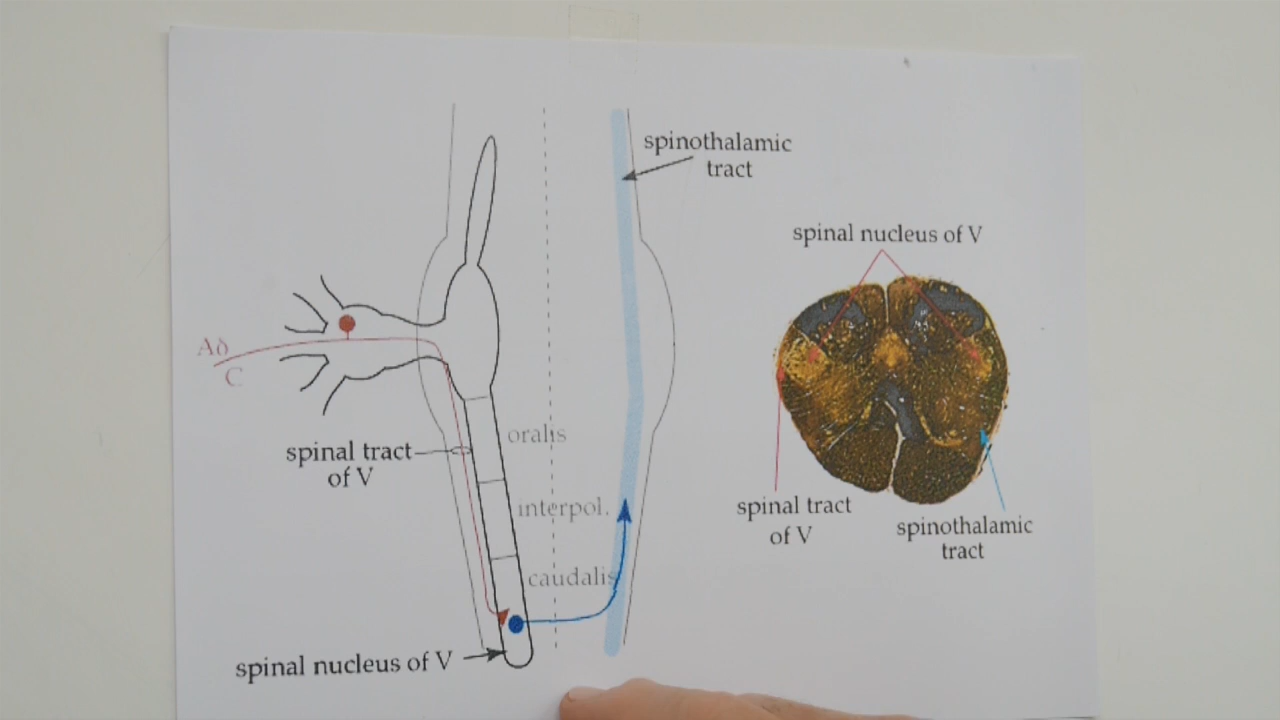 spinothalamic
tract
spinal nucleus of V
Aδ
C
oralis
spinal tract
of V
interpol.
caudalis
spinal nucleus of V
spinal tract
of V
spinothalamic
tract